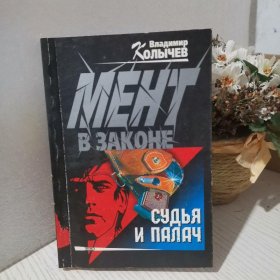 Владимир
КОЛЫЧЕВ
МЕНТ
В ЗАКОНЕ
СУДЬЯ
И ПАЛАЧ